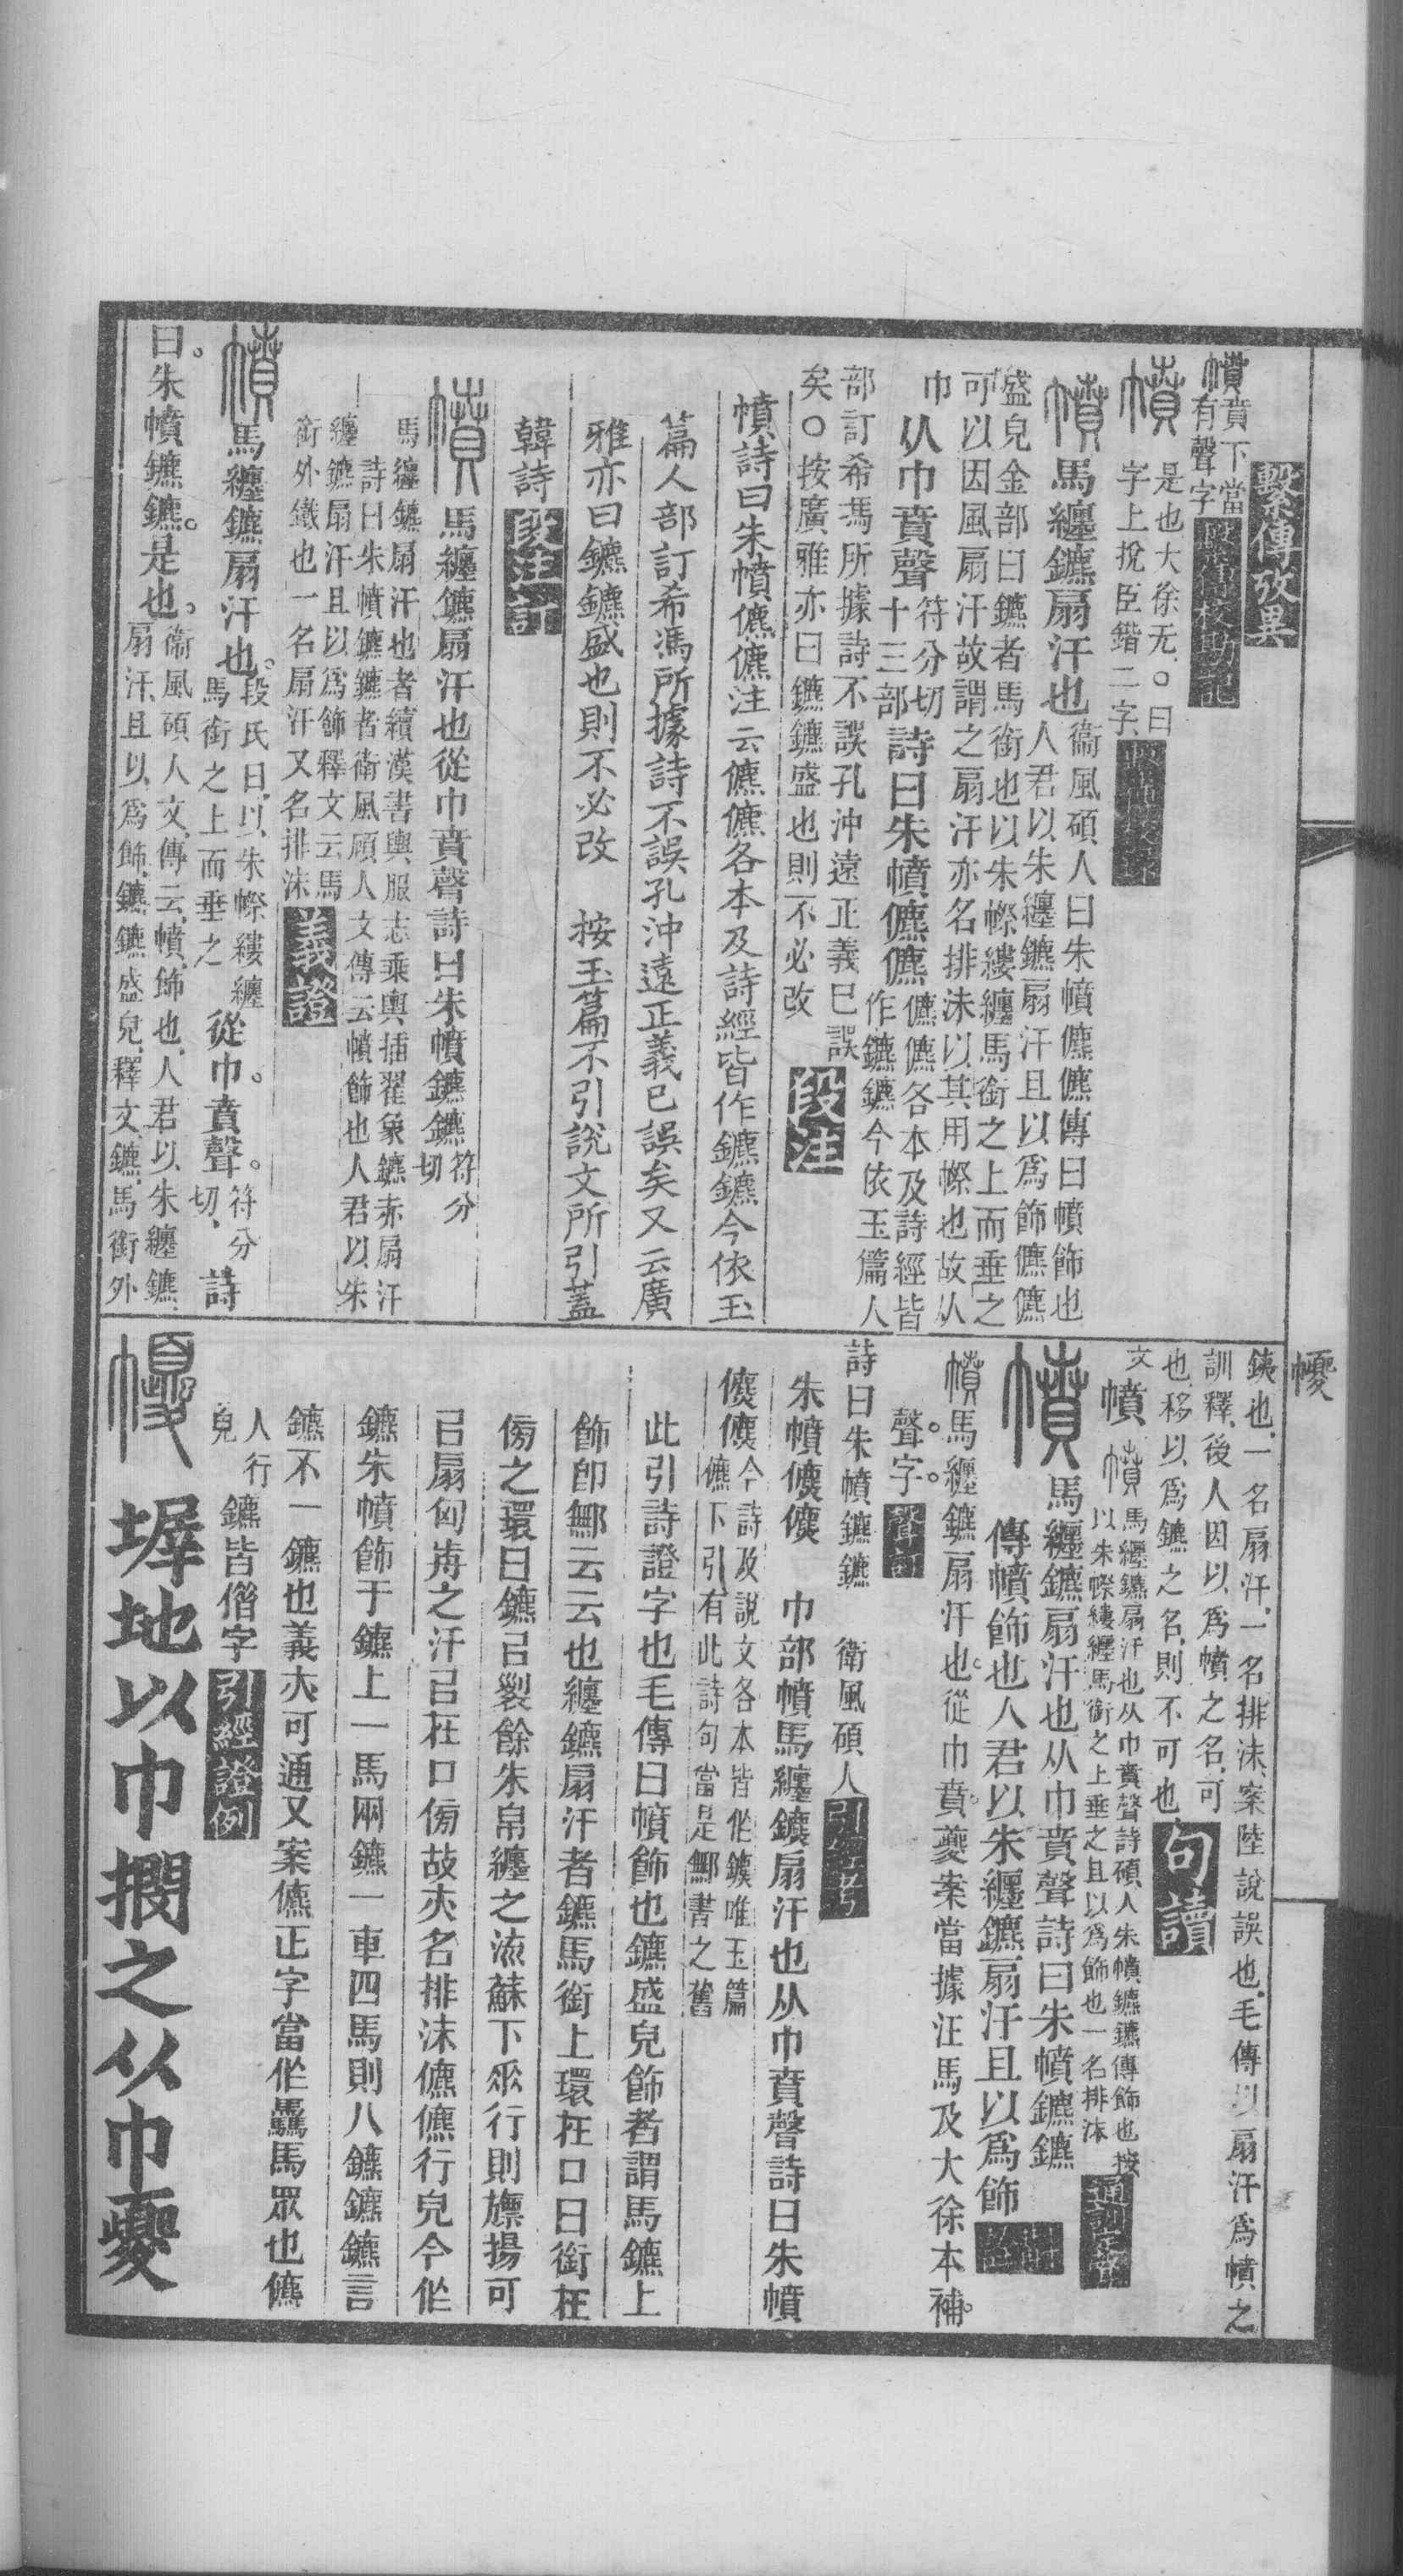 繫傳攷異
幩賁下當
有聲字
繫傳校勘記
幩
是也大徐无○曰
字上挩臣鍇二字
幩馬纏鑣扇汗也
衞風碩人曰朱幩儦儦傳曰幩飾也
人君以朱纏鑣扇汗且以爲飾儦儦
盛皃金部曰鑣者馬銜也以朱幭縷纏馬銜之上而垂之
可以因風扇汗故謂之扇汗亦名排沬以其用幭也故从
巾
从巾賁聲
符分切
十三部
詩曰朱幩儦儦
儦儦各本及詩經皆
作鑣鑣今依玉篇人
部訂希馮所據詩不誤孔沖遠正義已誤
矣○按廣雅亦曰鑣鑣盛也則不必改
段注
幩詩曰朱幩儦儦注云儦儦各本及詩經皆作鑣鑣今依玉
篇人部訂希馮所據詩不誤孔沖遠正義已誤矣又云廣
雅亦曰鑣鑣盛也則不必改　按玉篇不引說文所引蓋
韓詩
段注訂
幩馬纏鑣扇汗也從巾賁聲詩曰朱幩鑣鑣
符分
切
馬纏鑣扇汗也者續漢書輿服志乘輿插翟象鑣赤扇汗
詩曰朱幩鑣鑣者衞風碩人文傳云幩飾也人君以朱
纏鑣扇汗且以爲飾釋文云馬
銜外鐵也一名扇汗又名排沬
義證
幩馬纏鑣扇汗也。
段氏曰、以朱幭縷纏
馬銜之上而垂之
從巾。賁聲。
符分
切、
詩
曰。朱幩鑣鑣。是也。
衞風碩人文、傳云、幩、飾也、人君以朱纏鑣、
扇汗、且以爲飾、鑣鑣盛皃、釋文、鑣、馬銜外
幩
鐵也、一名扇汗、一名排沬、案陸說誤也、毛傳以扇汗爲幩之
訓釋、後人因以爲幩之名、可
也、移以爲鑣之名、則不可也、
句讀
文
幩
幩
馬纏鑣扇汗也从巾賁聲詩碩人朱幩鑣鑣傳飾也按
以朱幭縷纏馬銜之上垂之且以爲飾也一名排沬
通訓定聲
幩
馬纏鑣扇汗也从巾賁聲詩曰朱幩鑣鑣
傳幩飾也人君以朱纏鑣扇汗且以爲飾
幩馬纏鑣扇汗也從巾賁。夔案當據汪馬及大徐本補。
聲。字。
詩曰朱幩鑣鑣　衞風碩人
引經攷
朱幩儦儦　巾部幩馬纏鑣扇汗也从巾賁聲詩曰朱幩
儦儦
今詩及說文各本皆作鑣唯玉篇
儦下引有此詩句當是鄦書之舊
此引詩證字也毛傳曰幩飾也鑣盛皃飾者謂馬鑣上
飾卽鄦云云也纏鑣扇汗者鑣馬銜上環在口曰銜在
傍之環曰鑣㠯製餘朱帛纏之流蘇下垂行則飄揚可
㠯扇匈前之汗㠯在口傍故亦名排沫儦儦行皃今作
鑣朱幩飾于鑣上一馬兩鑣一車四馬則八鑣鑣鑣言
鑣不一鑣也義亦可通又案儦正字當作驫馬眾也儦
人行
皃
鑣皆借字
引經證例
墀地以巾撋之从巾夒